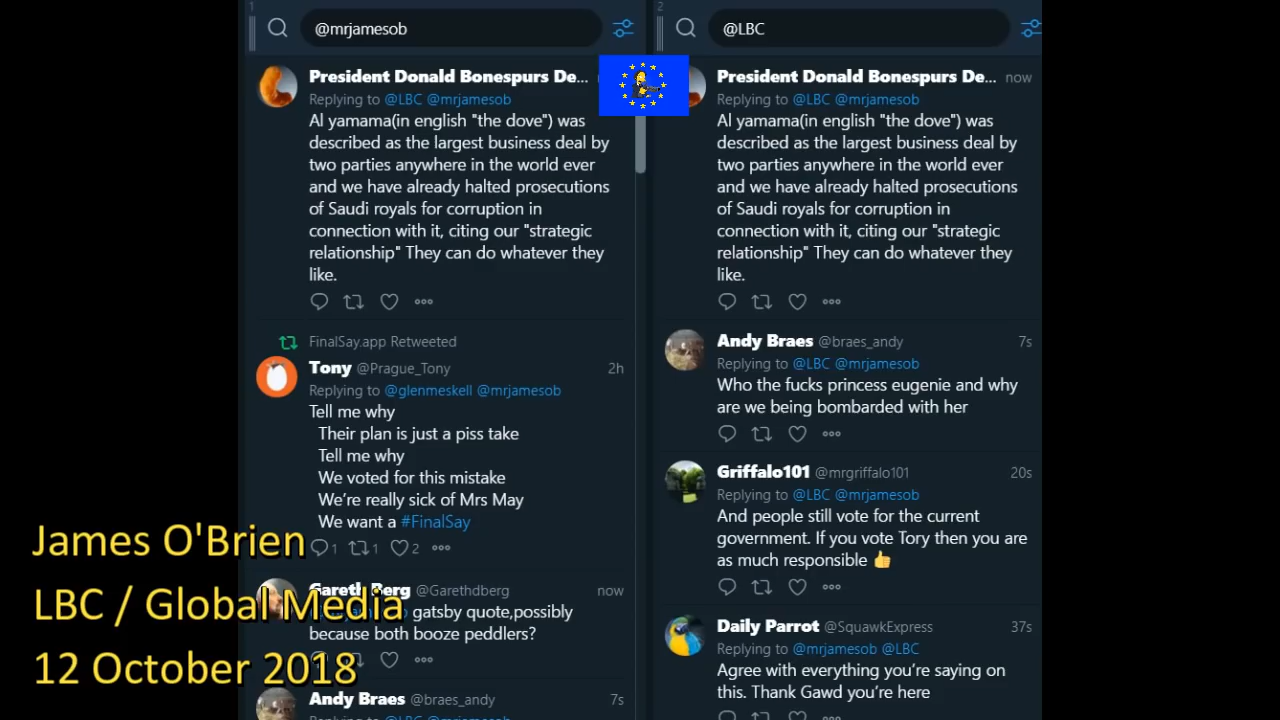 1
@mrjamesob
President Donald Bonespurs De...
Replying to @LBC @mrjamesob
Al yamama(in english "the dove") was
described as the largest business deal by
two parties anywhere in the world ever
and we have already halted prosecutions
of Saudi royals for corruption in
connection with it, citing our "strategic
relationship" They can do whatever they
like.
FinalSay.app Retweeted
Tony @Prague_Tony 2h
Replying to @glenmeskell @mrjamesob
Tell me why
Their plan is just a piss take
Tell me why
We voted for this mistake
We're really sick of Mrs May
We want a #FinalSay
1 1 2
Gareth Berg @Garethdberg now
gatsby quote,possibly
because both booze peddlers?
Andy Braes @braes_andy 7s
Replying to @LBC @mrjamesob
2
@LBC
President Donald Bonespurs De... now
Replying to @LBC @mrjamesob
Al yamama(in english "the dove") was
described as the largest business deal by
two parties anywhere in the world ever
and we have already halted prosecutions
of Saudi royals for corruption in
connection with it, citing our "strategic
relationship" They can do whatever they
like.
Andy Braes @braes_andy 7s
Replying to @LBC @mrjamesob
Who the fucks princess eugenie and why
are we being bombarded with her
Griffalo101 @mrgriffalo101 20s
Replying to @LBC @mrjamesob
And people still vote for the current
government. If you vote Tory then you are
as much responsible 👍
Daily Parrot @SquawkExpress 37s
Replying to @mrjamesob @LBC
Agree with everything you're saying on
this. Thank Gawd you're here
James O'Brien
LBC / Global Media
12 October 2018